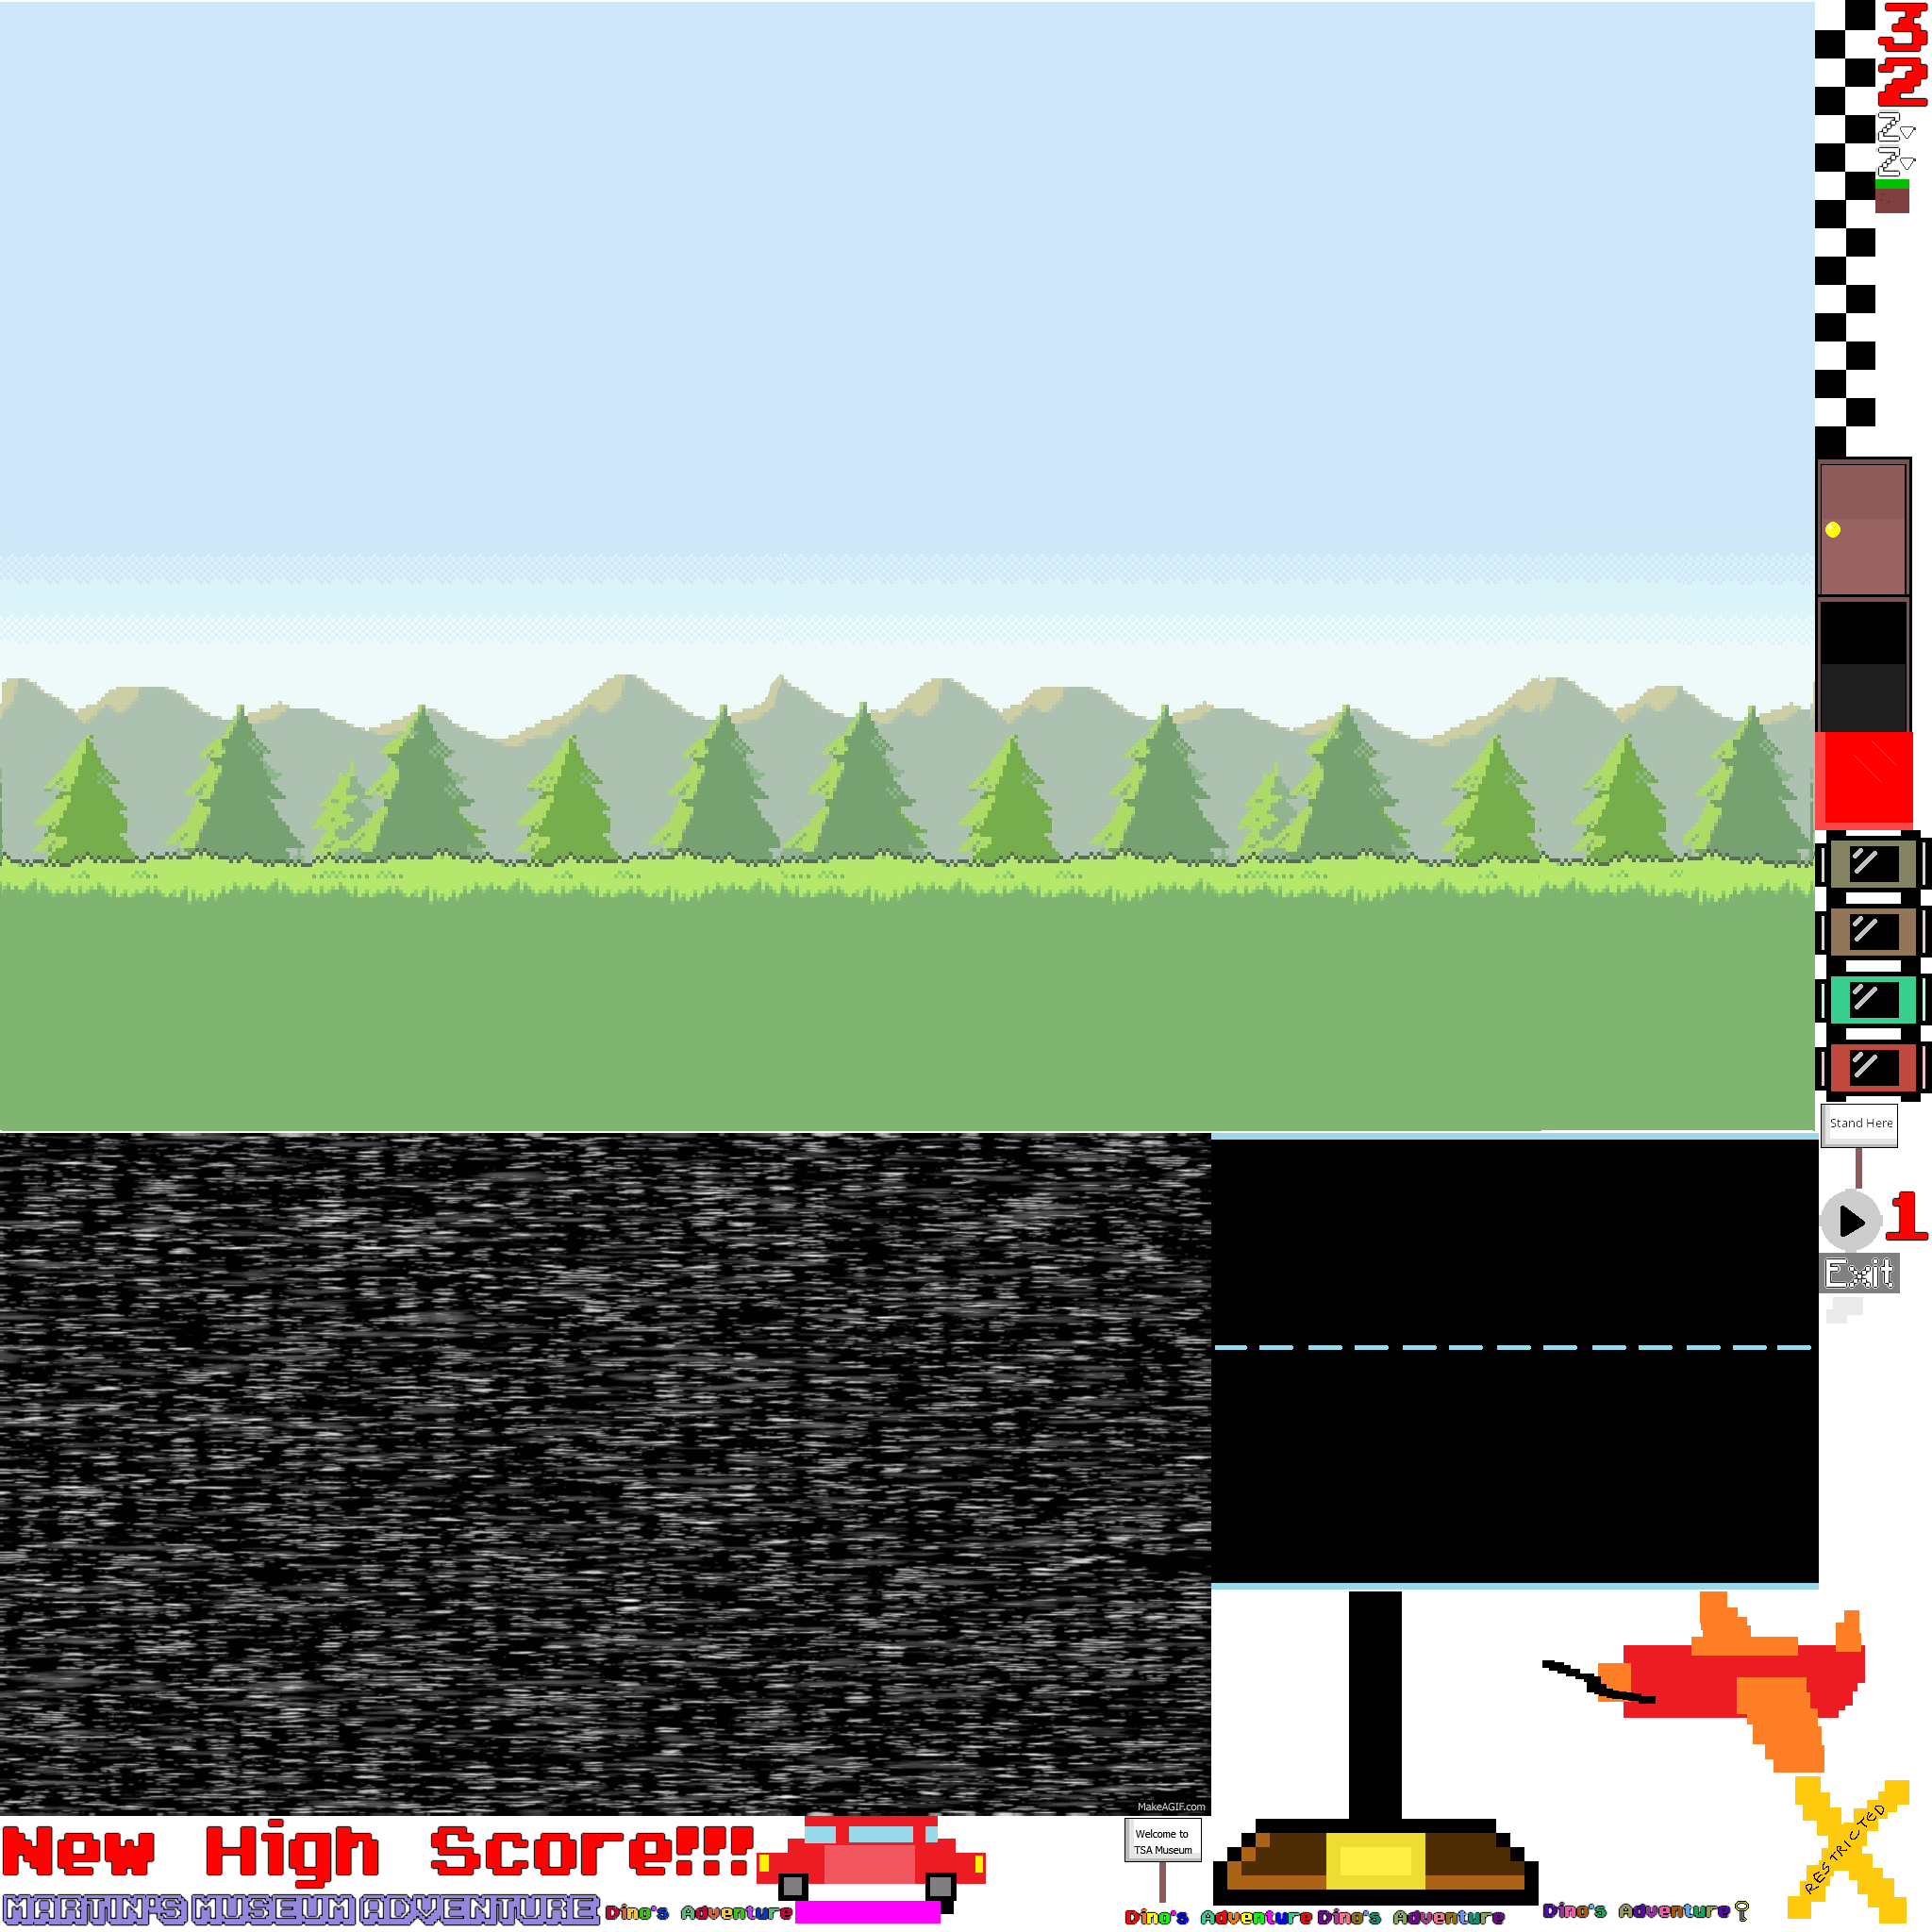 3
2
Z
Z
Stand Here
1
Exit
MakeAGIF.com
New High Score!!!
Welcome to
TSA Museum
RESTRICTED
MARTIN'S MUSEUM ADVENTURE
Dino's Adventure
Dino's Adventure
Dino's Adventure
Dino's Adventure